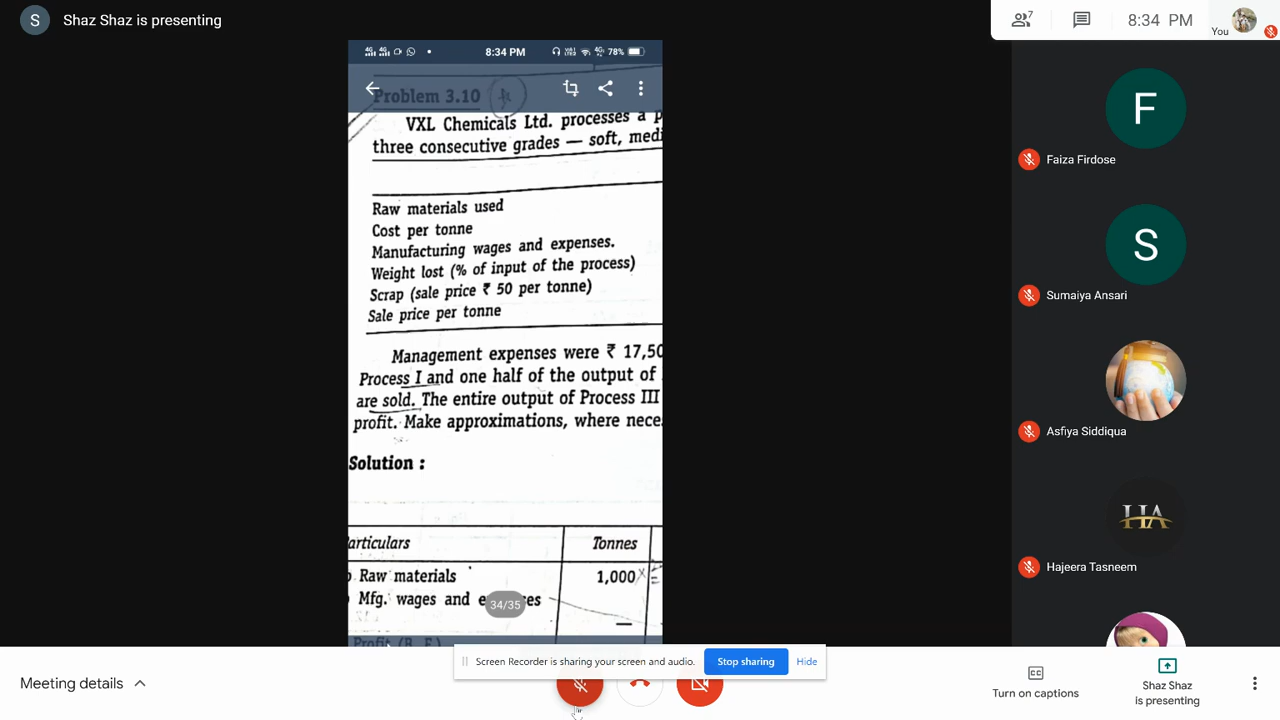 S Shaz Shaz is presenting
7
8:34 PM
You
8:34 PM
78%
Problem 3.10
VXL Chemicals Ltd. processes a p
three consecutive grades — soft, medi
Raw materials used
Cost per tonne
Manufacturing wages and expenses.
Weight lost (% of input of the process)
Scrap (sale price ₹ 50 per tonne)
Sale price per tonne
Management expenses were ₹ 17,50
Process I and one half of the output of
are sold. The entire output of Process III
profit. Make approximations, where nece
Solution :
articulars Tonnes
Raw materials 1,000
Mfg. wages and
34/35
Profit (B. F.)
F
Faiza Firdose
S
Sumaiya Ansari
Asfiya Siddiqua
HA
Hajeera Tasneem
Screen Recorder is sharing your screen and audio. Stop sharing Hide
Meeting details
CC
Turn on captions
Shaz Shaz
is presenting